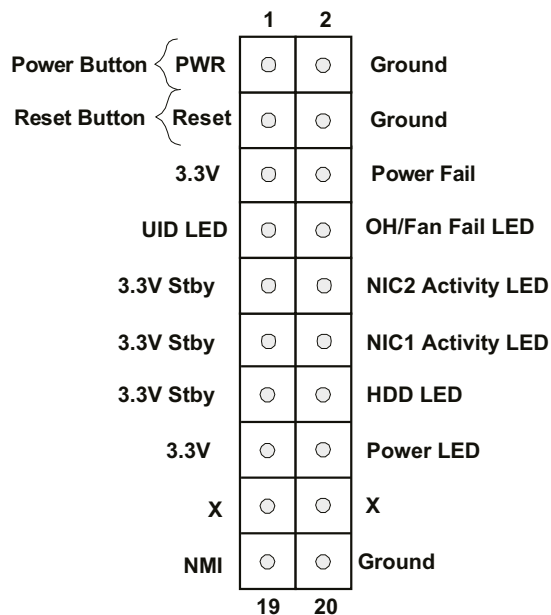 1 2
Power Button PWR Ground
Reset Button Reset Ground
3.3V Power Fail
UID LED OH/Fan Fail LED
3.3V Stby NIC2 Activity LED
3.3V Stby NIC1 Activity LED
3.3V Stby HDD LED
3.3V Power LED
X X
NMI Ground
19 20